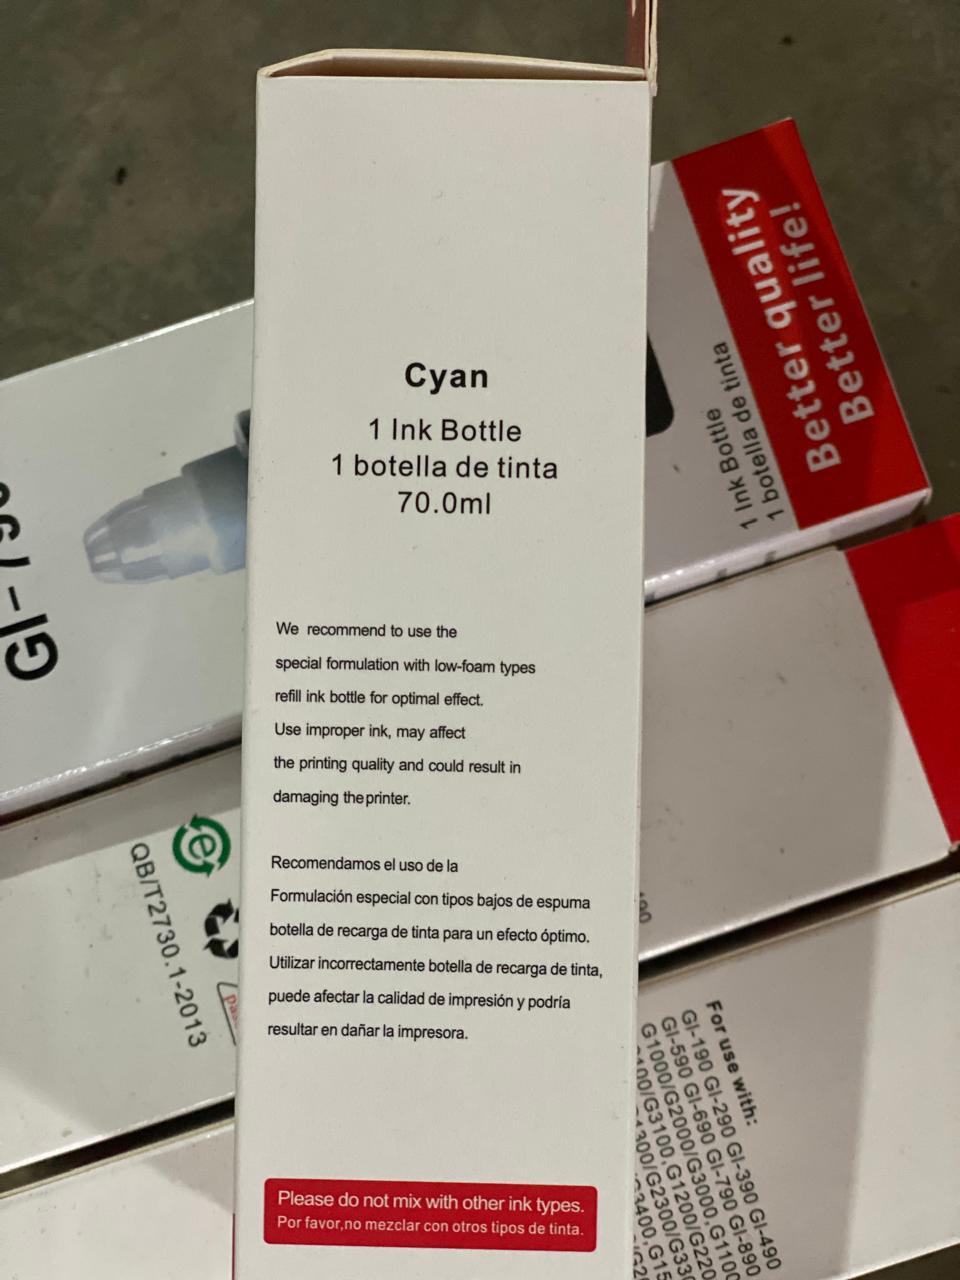 Cyan
1 Ink Bottle
1 botella de tinta
70.0ml
We recommend to use the
special formulation with low-foam types
refill ink bottle for optimal effect.
Use improper ink, may affect
the printing quality and could result in
damaging the printer.
Recomendamos el uso de la
Formulación especial con tipos bajos de espuma
botella de recarga de tinta para un efecto óptimo.
Utilizar incorrectamente botella de recarga de tinta,
puede afectar la calidad de impresión y podría
resultar en dañar la impresora.
Please do not mix with other ink types.
Por favor,no mezclar con otros tipos de tinta.
Better quality
Better life!
1 Ink Bottle
1 botella de tinta
QB/T2730.1-2013
For use with:
GI-190 GI-290 GI-390 GI-490
GI-590 GI-690 GI-790 GI-890
G1000/G2000/G3000,G1100